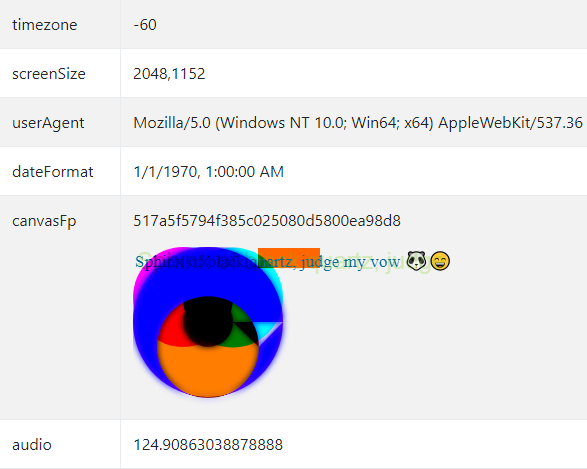 timezone -60
screenSize 2048,1152
userAgent Mozilla/5.0 (Windows NT 10.0; Win64; x64) AppleWebKit/537.36
dateFormat 1/1/1970, 1:00:00 AM
canvasFp 517a5f5794f385c025080d5800ea98d8
Sphinx of black quartz, judge my vow 🐼😄
audio 124.90863038878888